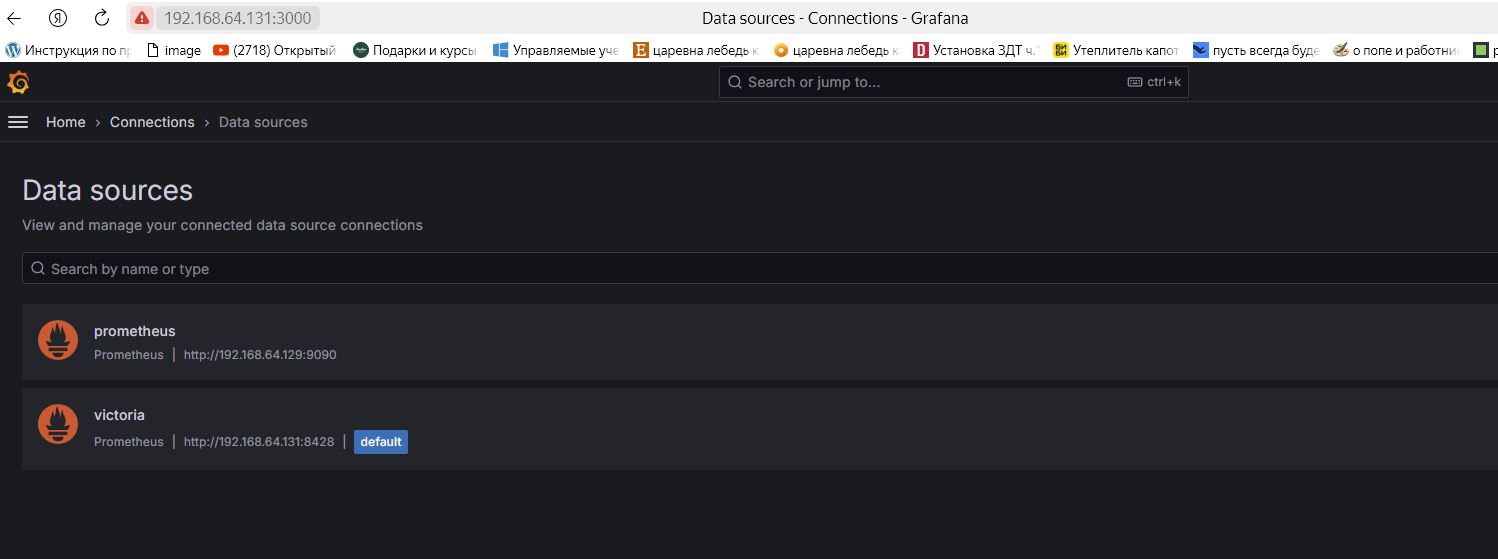 192.168.64.131:3000 Data sources - Connections - Grafana
Инструкция по image (2718) Открытый Подарки и курсы Управляемые уче царевна лебедь царевна лебедь Установка ЗДТ ч. Утеплитель капот пусть всегда буде о попе и работни
Search or jump to... ctrl+k
Home › Connections › Data sources
Data sources
View and manage your connected data source connections
Search by name or type
prometheus
Prometheus | http://192.168.64.129:9090
victoria
Prometheus | http://192.168.64.131:8428 | default